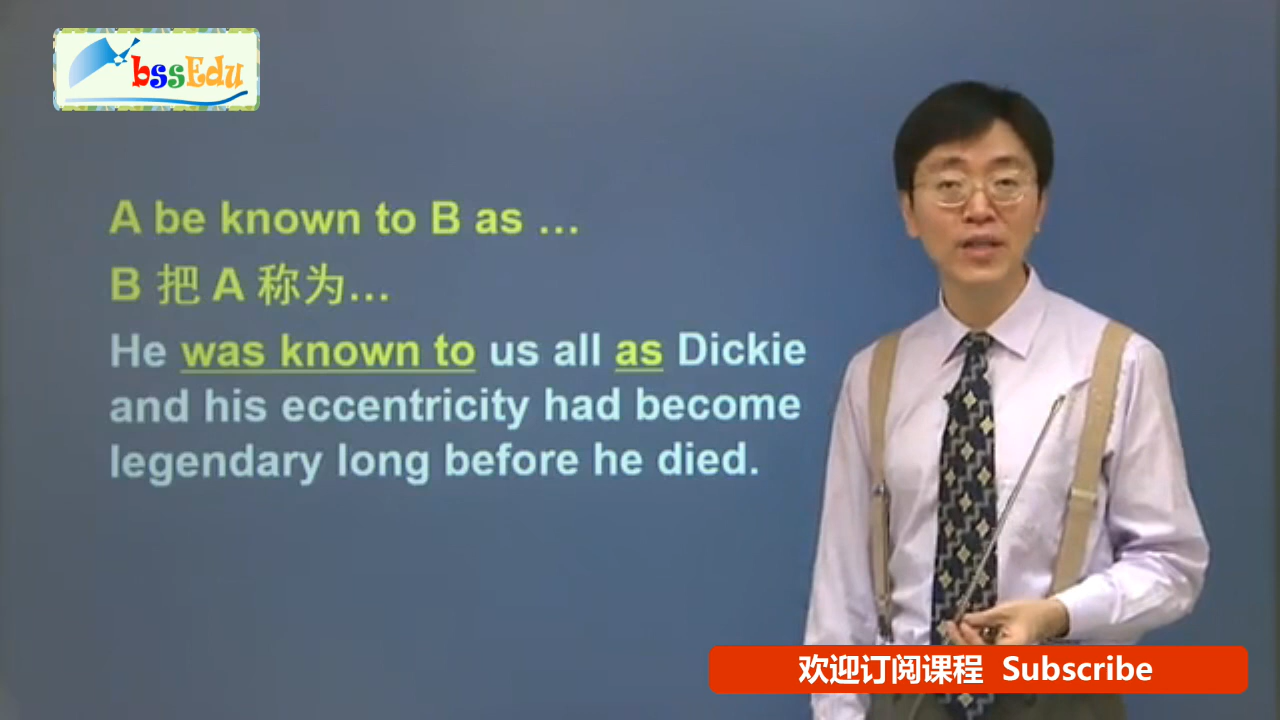 bssEdu
A be known to B as ...
B 把 A 称为...
He was known to us all as Dickie
and his eccentricity had become
legendary long before he died.
欢迎订阅课程 Subscribe